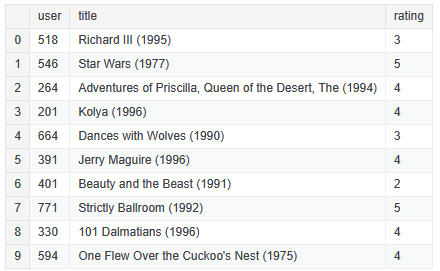 user title rating
0 518 Richard III (1995) 3
1 546 Star Wars (1977) 5
2 264 Adventures of Priscilla, Queen of the Desert, The (1994) 4
3 201 Kolya (1996) 4
4 664 Dances with Wolves (1990) 3
5 391 Jerry Maguire (1996) 4
6 401 Beauty and the Beast (1991) 2
7 771 Strictly Ballroom (1992) 5
8 330 101 Dalmatians (1996) 4
9 594 One Flew Over the Cuckoo's Nest (1975) 4